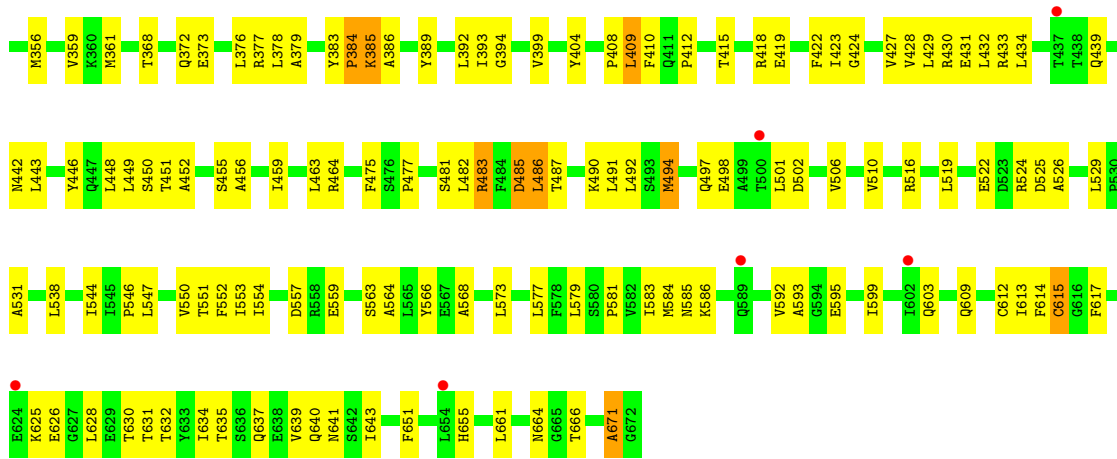 M356 V359 K360 M361 T368 Q372 E373 L376 R377 L378 A379 Y383 P384 K385 A386 Y389 L392 I393 G394 V399 Y404 P408 L409 F410 Q411 P412 T415 R418 E419 F422 I423 G424 V427 V428 L429 R430 E431 L432 R433 L434 T437 T438 Q439
N442 L443 Y446 Q447 L448 L449 S450 T451 A452 S455 A456 I459 L463 R464 F475 S476 P477 S481 L482 R483 F484 D485 L486 T487 K490 L491 L492 S493 M494 Q497 E498 A499 T500 L501 D502 V506 V510 R516 L519 E522 D523 R524 D525 A526 L529 P530
A531 L538 I544 I545 P546 L547 V550 T551 F552 I553 I554 D557 R558 E559 S563 A564 L565 Y566 E567 A568 L573 L577 F578 L579 S580 P581 V582 I583 M584 N585 K586 Q589 V592 A593 G594 E595 I599 I602 Q603 Q609 C612 I613 F614 C615 G616 F617
E624 K625 E626 G627 L628 E629 T630 T631 T632 Y633 I634 T635 S636 Q637 E638 V639 Q640 N641 S642 I643 F651 L654 H655 L661 N664 G665 T666 A671 G672